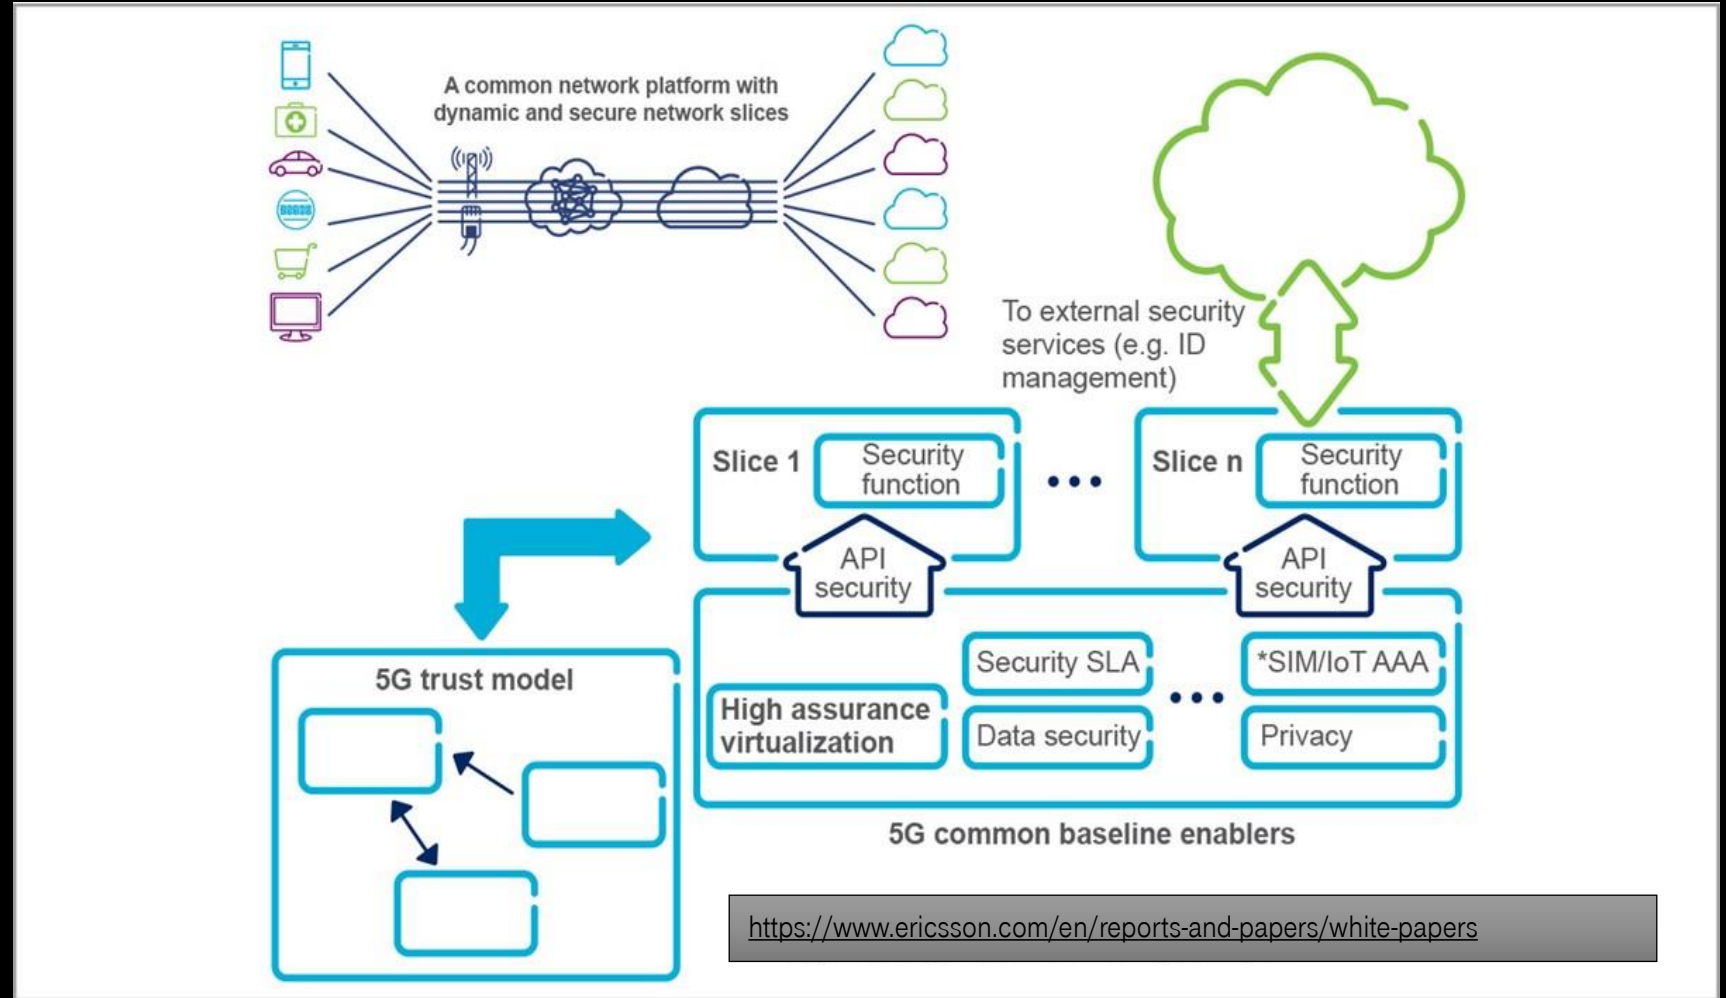 A common network platform with
dynamic and secure network slices
To external security
services (e.g. ID
management)
Slice 1
Security
function
Slice n
Security
function
API
security
API
security
5G trust model
High assurance
virtualization
Security SLA
Data security
*SIM/IoT AAA
Privacy
5G common baseline enablers
https://www.ericsson.com/en/reports-and-papers/white-papers